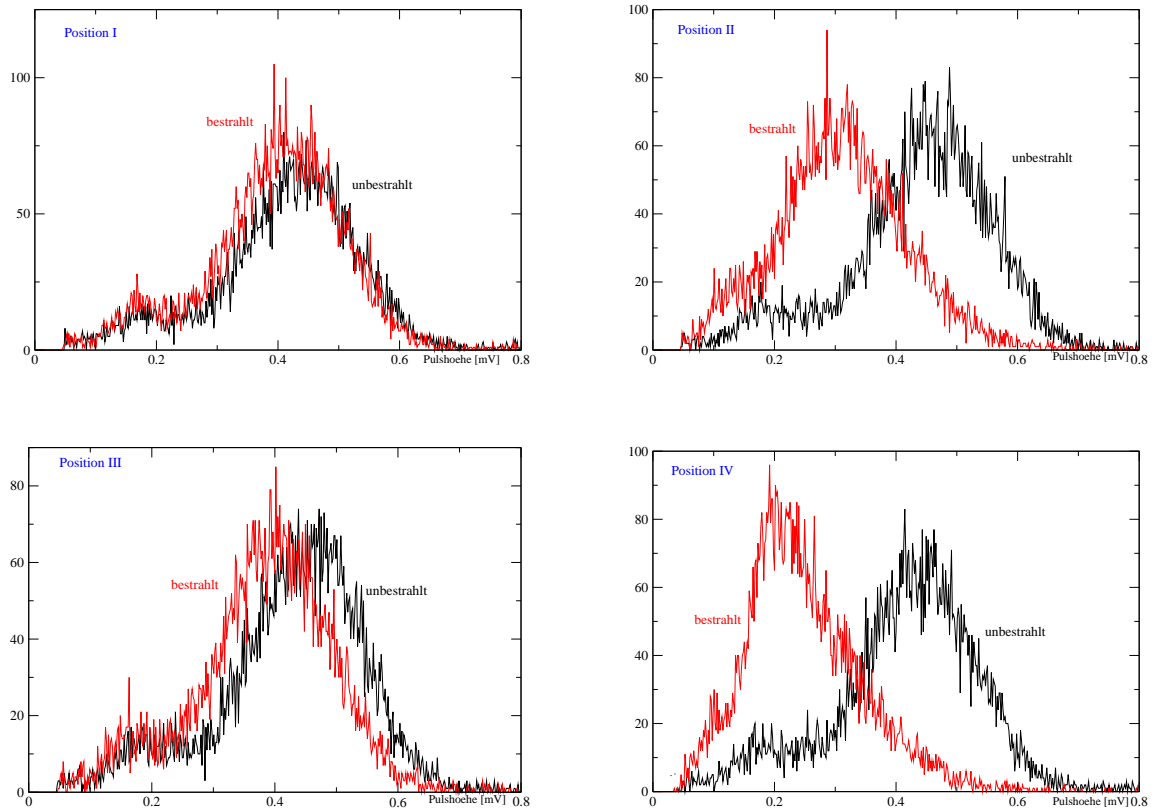 Position I
100
bestrahlt
unbestrahlt
50
0
0 0.2 0.4 0.6 0.8
Pulshoehe [mV]
Position II
100
80
bestrahlt
unbestrahlt
60
40
20
0
0 0.2 0.4 0.6 0.8
Pulshoehe [mV]
Position III
80
bestrahlt
60
unbestrahlt
40
20
0
0 0.2 0.4 0.6 0.8
Pulshoehe [mV]
Position IV
100
80
60
bestrahlt
unbestrahlt
40
20
0
0 0.2 0.4 0.6 0.8
Pulshoehe [mV]